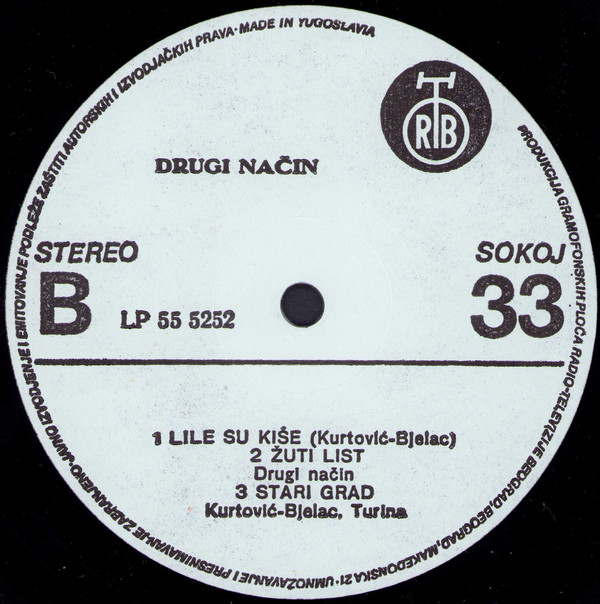 PRODUKCIJA GRAMOFONSKIH PLOČA RADIO-TELEVIZIJE BEOGRAD, BEOGRAD, MAKEDONSKA 21 · UMNOŽAVANJE I PRESNIMAVANJE ZABRANJENO · JAVNO IZVODJENJE I EMITOVANJE PODLEŽE ZAŠTITI AUTORSKIH I IZVODJAČKIH PRAVA · MADE IN YUGOSLAVIA
RTB
DRUGI NAČIN
STEREO
SOKOJ
B
LP 55 5252
33
1 LILE SU KIŠE (Kurtović-Bjelac)
2 ŽUTI LIST
Drugi način
3 STARI GRAD
Kurtović-Bjelac, Turina